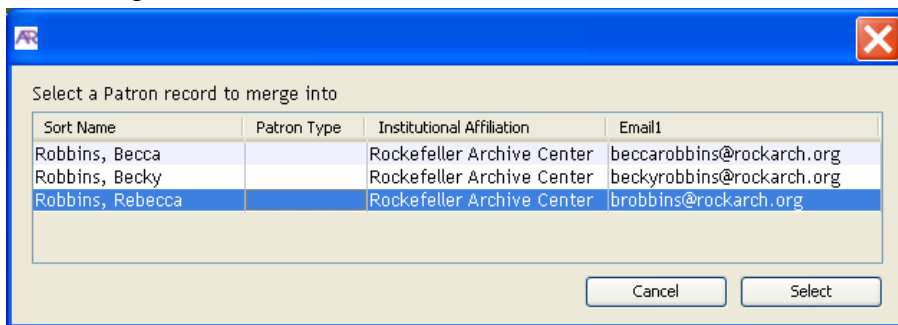 AR
Select a Patron record to merge into
Sort Name Patron Type Institutional Affiliation Email1
Robbins, Becca Rockefeller Archive Center beccarobbins@rockarch.org
Robbins, Becky Rockefeller Archive Center beckyrobbins@rockarch.org
Robbins, Rebecca Rockefeller Archive Center brobbins@rockarch.org
Cancel Select